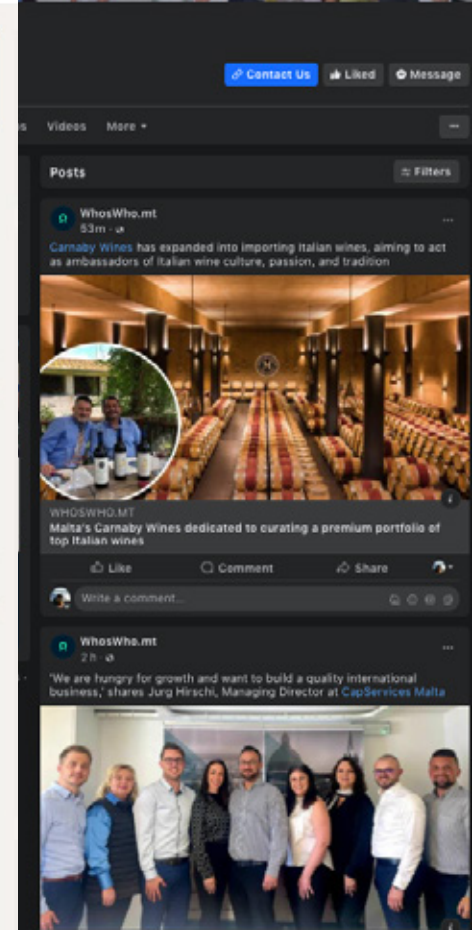 Contact Us
Liked
Message
Videos
More
Posts
Filters
WhosWho.mt
53m
Carnaby Wines has expanded into importing Italian wines, aiming to act
as ambassadors of Italian wine culture, passion, and tradition
WHOSWHO.MT
Malta's Carnaby Wines dedicated to curating a premium portfolio of
top Italian wines
Like
Comment
Share
Write a comment...
WhosWho.mt
2h
'We are hungry for growth and want to build a quality international
business,' shares Jurg Hirschi, Managing Director at CapServices Malta